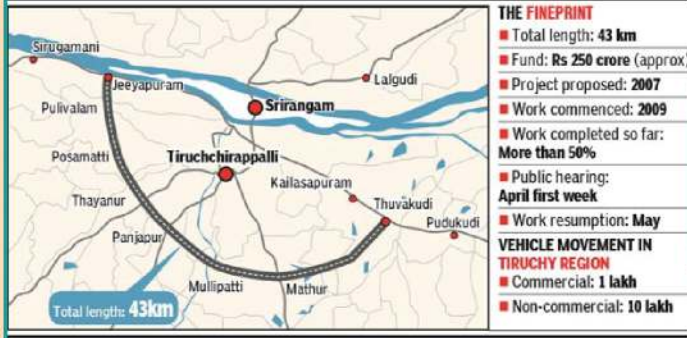 Sirugamani
Jeeyapuram
Lalgudi
Srirangam
Pulivalam
Tiruchchirappalli
Posamatti
Kailasapuram
Thayanur
Thuvakudi
Pudukudi
Panjapur
Mullipatti
Mathur
Total length: 43km
THE FINEPRINT
Total length: 43 km
Fund: Rs 250 crore (approx)
Project proposed: 2007
Work commenced: 2009
Work completed so far:
More than 50%
Public hearing:
April first week
Work resumption: May
VEHICLE MOVEMENT IN
TIRUCHY REGION
Commercial: 1 lakh
Non-commercial: 10 lakh